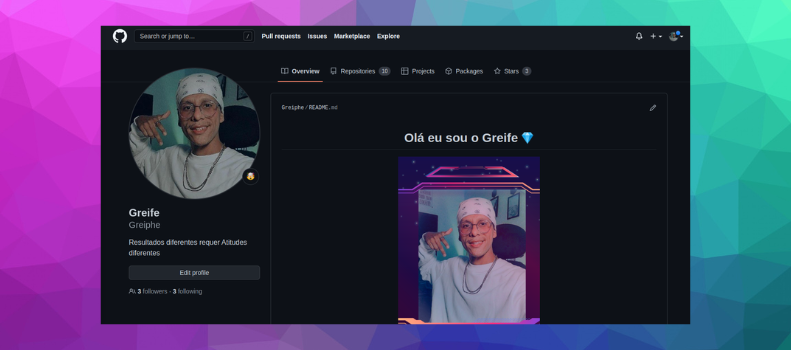 Search or jump to... /
Pull requests Issues Marketplace Explore
Overview Repositories 30 Projects Packages Stars 3
Greiphe / README.md
Olá eu sou o Greife
Greife
Greiphe
Resultados diferentes requer Atitudes
diferentes
Edit profile
3 followers · 3 following